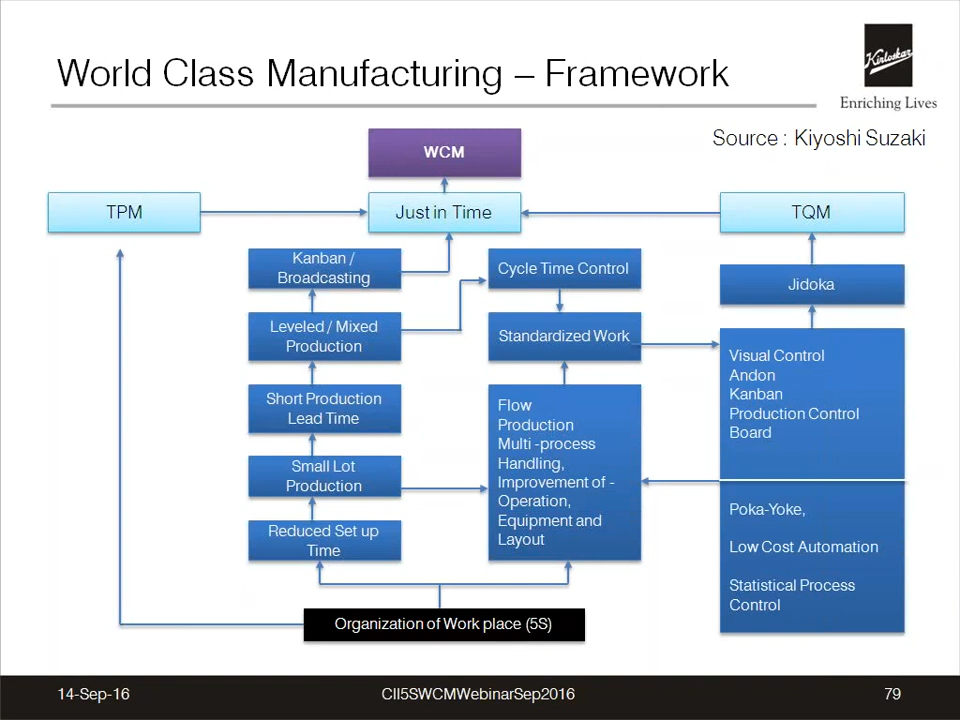 World Class Manufacturing – Framework
Kirloskar
Enriching Lives
Source : Kiyoshi Suzaki
WCM
TPM
Just in Time
TQM
Kanban /
Broadcasting
Cycle Time Control
Jidoka
Leveled / Mixed
Production
Standardized Work
Visual Control
Andon
Kanban
Production Control
Board
Short Production
Lead Time
Flow
Production
Multi -process
Handling,
Improvement of -
Operation,
Equipment and
Layout
Small Lot
Production
Poka-Yoke,
Low Cost Automation
Statistical Process
Control
Reduced Set up
Time
Organization of Work place (5S)
14-Sep-16
CII5SWCMWebinarSep2016
79